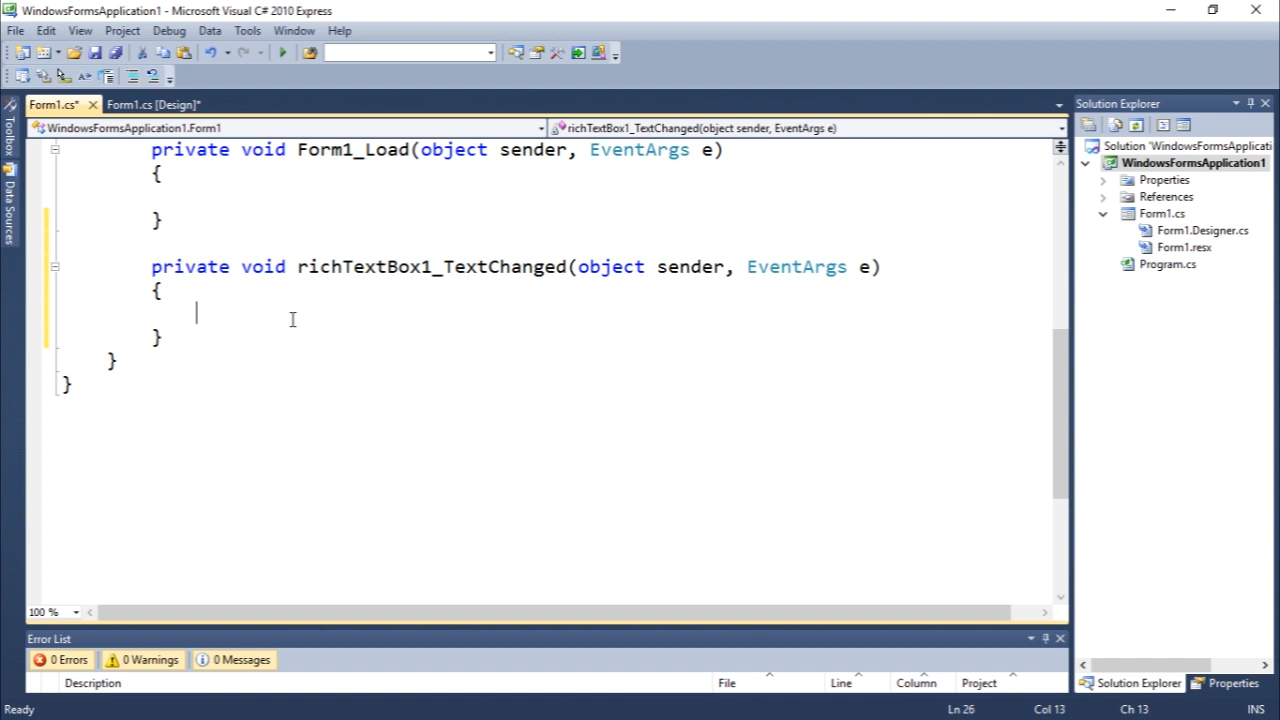 WindowsFormsApplication1 - Microsoft Visual C# 2010 Express
File Edit View Project Debug Data Tools Window Help
Form1.cs* Form1.cs [Design]*
WindowsFormsApplication1.Form1 richTextBox1_TextChanged(object sender, EventArgs e)
private void Form1_Load(object sender, EventArgs e)
{
}
private void richTextBox1_TextChanged(object sender, EventArgs e)
{
}
}
}
100 %
Toolbox
Data Sources
Solution Explorer
Solution 'WindowsFormsApplicati
WindowsFormsApplication1
Properties
References
Form1.cs
Form1.Designer.cs
Form1.resx
Program.cs
Error List
0 Errors 0 Warnings 0 Messages
Description File Line Column Project
Solution Explorer Properties
Ready Ln 26 Col 13 Ch 13 INS